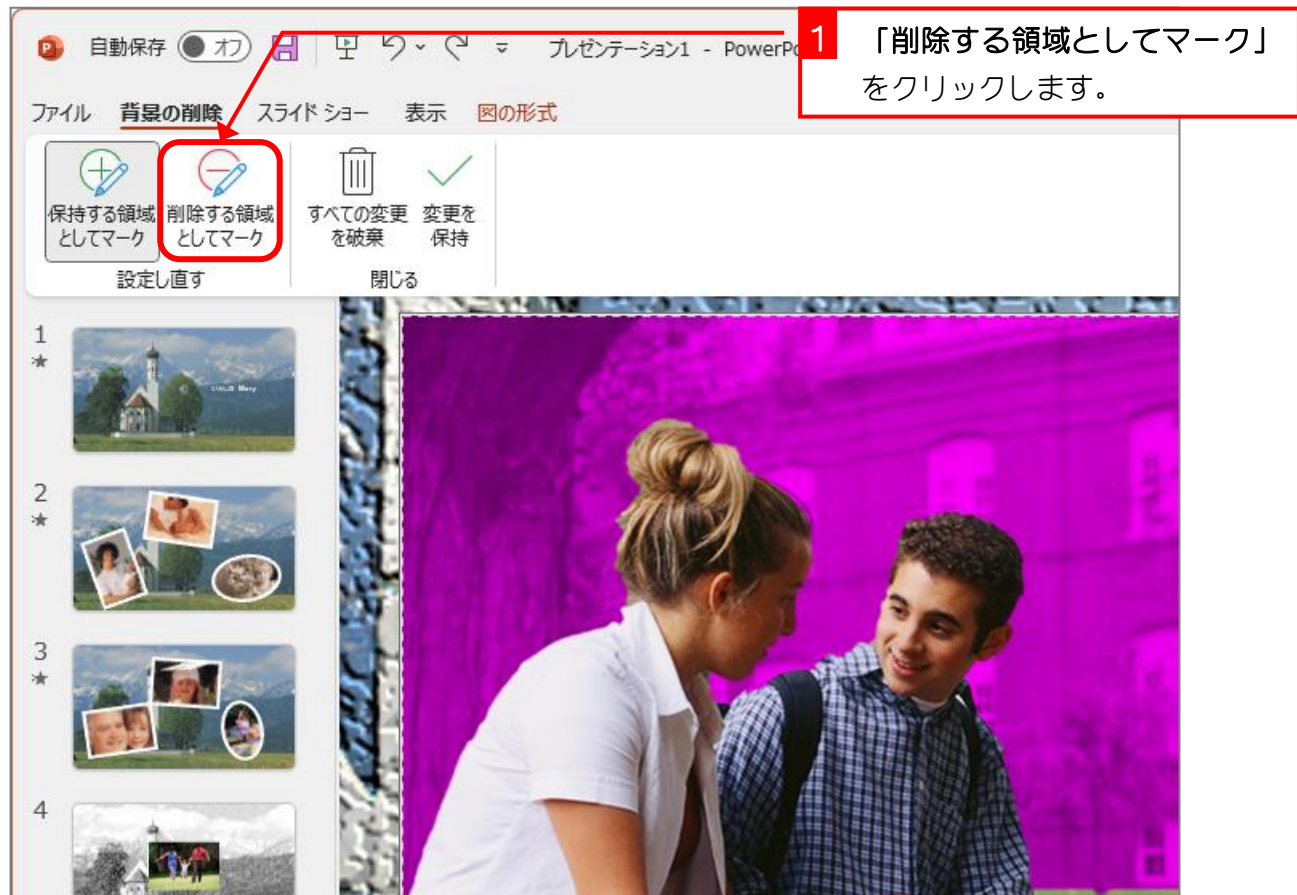 自動保存 オフ プレゼンテーション1 - PowerPo
1 「削除する領域としてマーク」
をクリックします。
ファイル 背景の削除 スライド ショー 表示 図の形式
保持する領域
としてマーク
削除する領域
としてマーク
すべての変更
を破棄
変更を
保持
設定し直す
閉じる
1
2
3
4